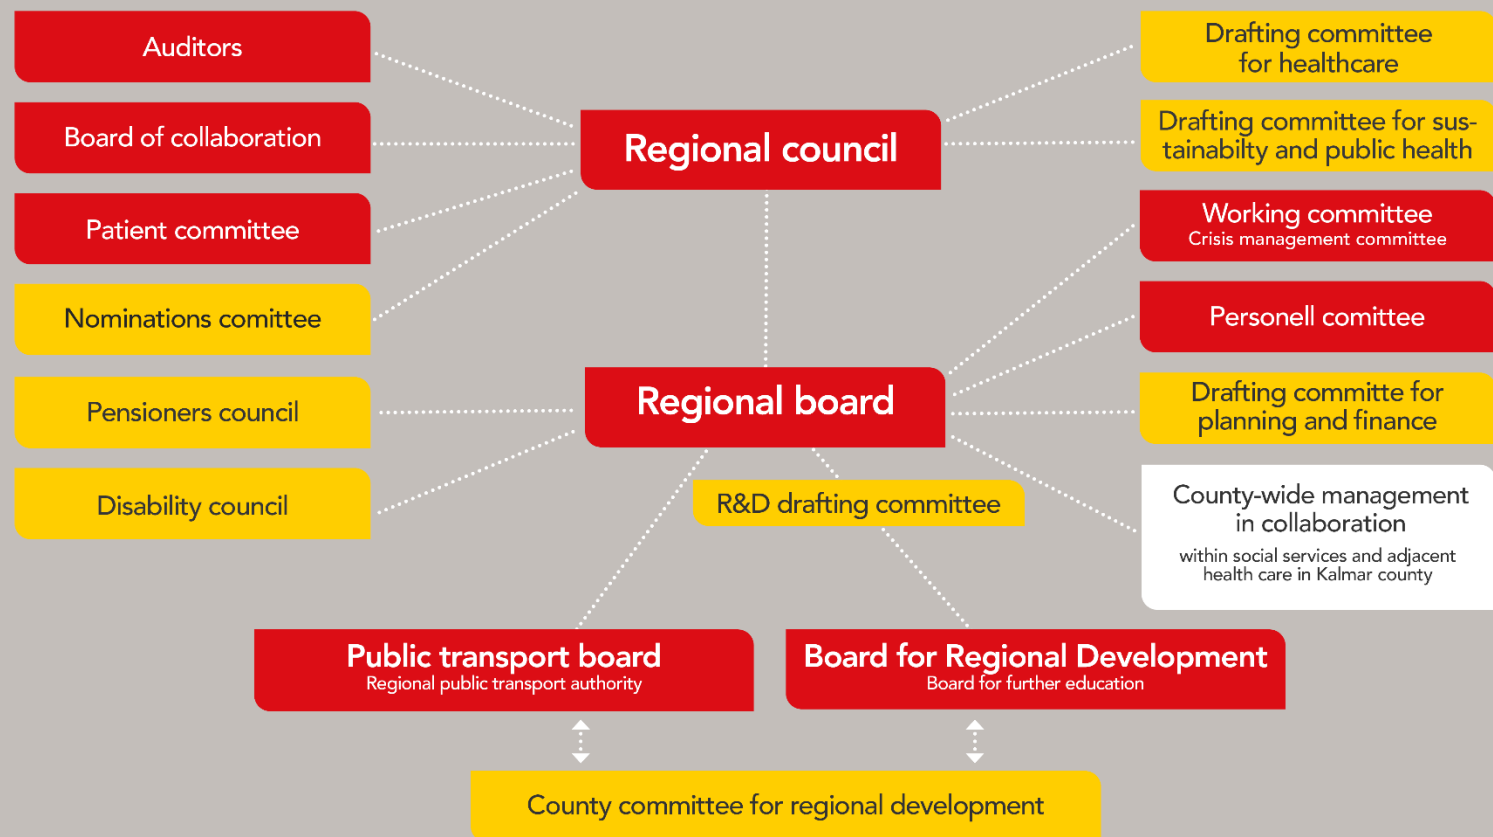 Auditors
Board of collaboration
Patient committee
Nominations comittee
Pensioners council
Disability council
Regional council
Regional board
R&D drafting committee
Drafting committee
for healthcare
Drafting committee for sus-
tainabilty and public health
Working committee
Crisis management committee
Personell comittee
Drafting committe for
planning and finance
County-wide management
in collaboration
within social services and adjacent
health care in Kalmar county
Public transport board
Regional public transport authority
Board for Regional Development
Board for further education
County committee for regional development